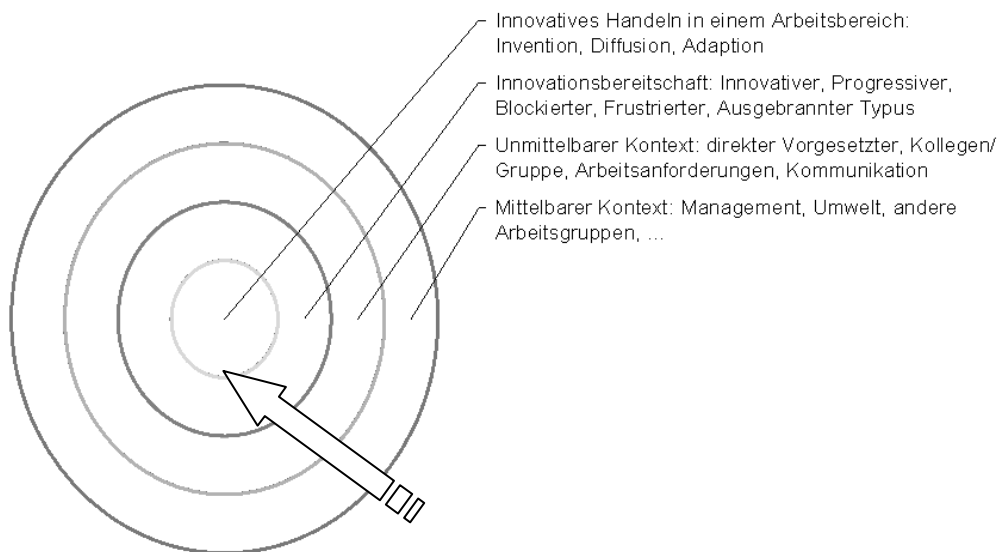 Innovatives Handeln in einem Arbeitsbereich:
Invention, Diffusion, Adaption
Innovationsbereitschaft: Innovativer, Progressiver,
Blockierter, Frustrierter, Ausgebrannter Typus
Unmittelbarer Kontext: direkter Vorgesetzter, Kollegen/
Gruppe, Arbeitsanforderungen, Kommunikation
Mittelbarer Kontext: Management, Umwelt, andere
Arbeitsgruppen, ...